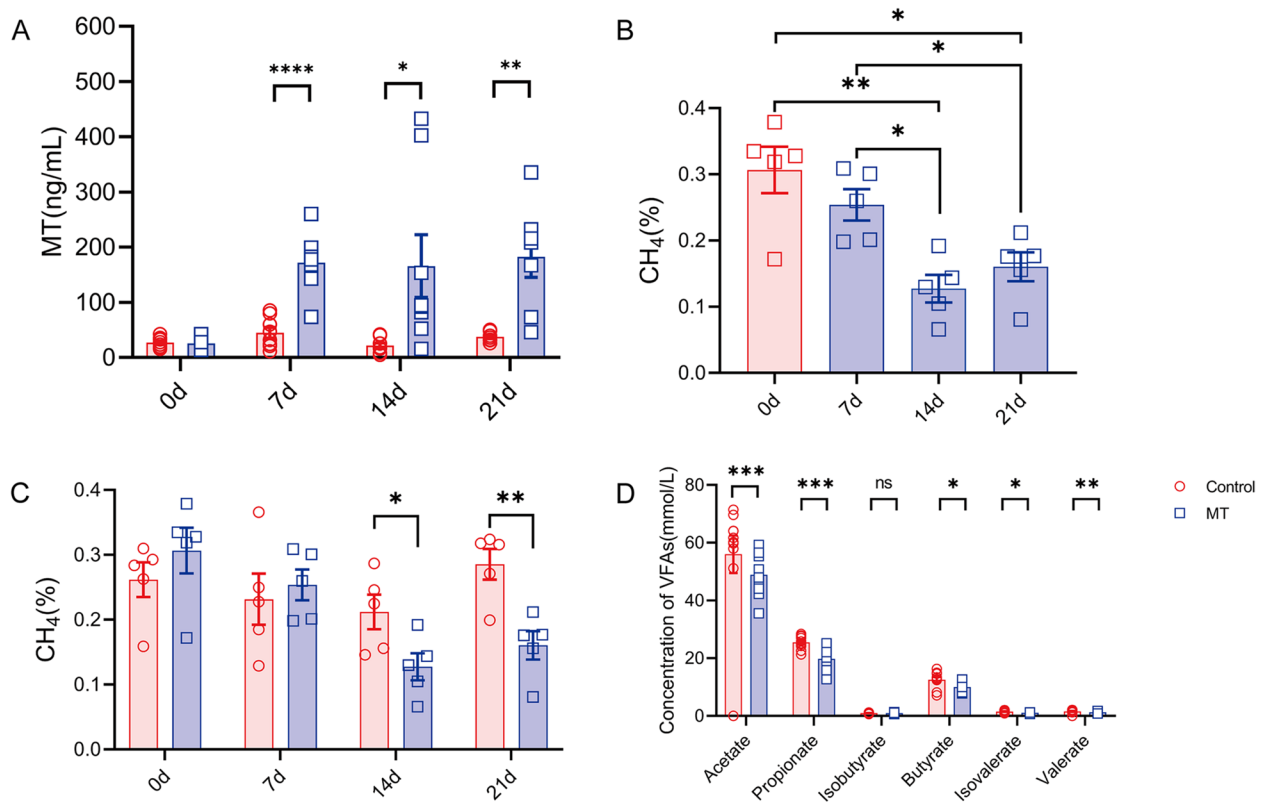 A
MT(ng/mL)
600
500
400
300
200
100
0
****
*
**
0d
7d
14d
21d
B
CH₄(%)
0.4
0.3
0.2
0.1
0.0
*
*
**
*
0d
7d
14d
21d
C
CH₄(%)
0.4
0.3
0.2
0.1
0.0
*
**
0d
7d
14d
21d
D
Concentration of VFAs(mmol/L)
80
60
40
20
0
***
***
ns
*
*
**
Acetate
Propionate
Isobutyrate
Butyrate
Isovalerate
Valerate
Control
MT